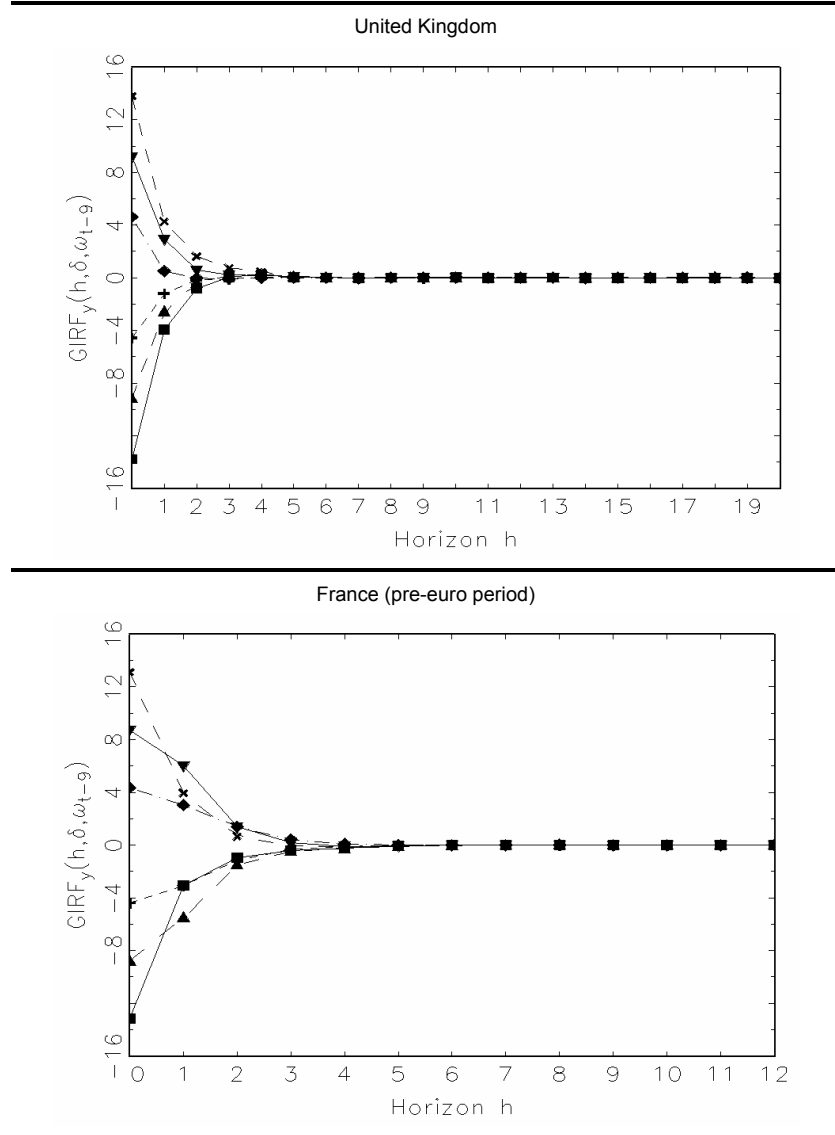 United Kingdom
16
12
8
4
0
-4
-8
-16
GIRFy(h,δ,ωt-9)
1 2 3 4 5 6 7 8 9 11 13 15 17 19
Horizon h
France (pre-euro period)
16
12
8
4
0
-4
-8
-16
GIRFy(h,δ,ωt-9)
0 1 2 3 4 5 6 7 8 9 10 11 12
Horizon h